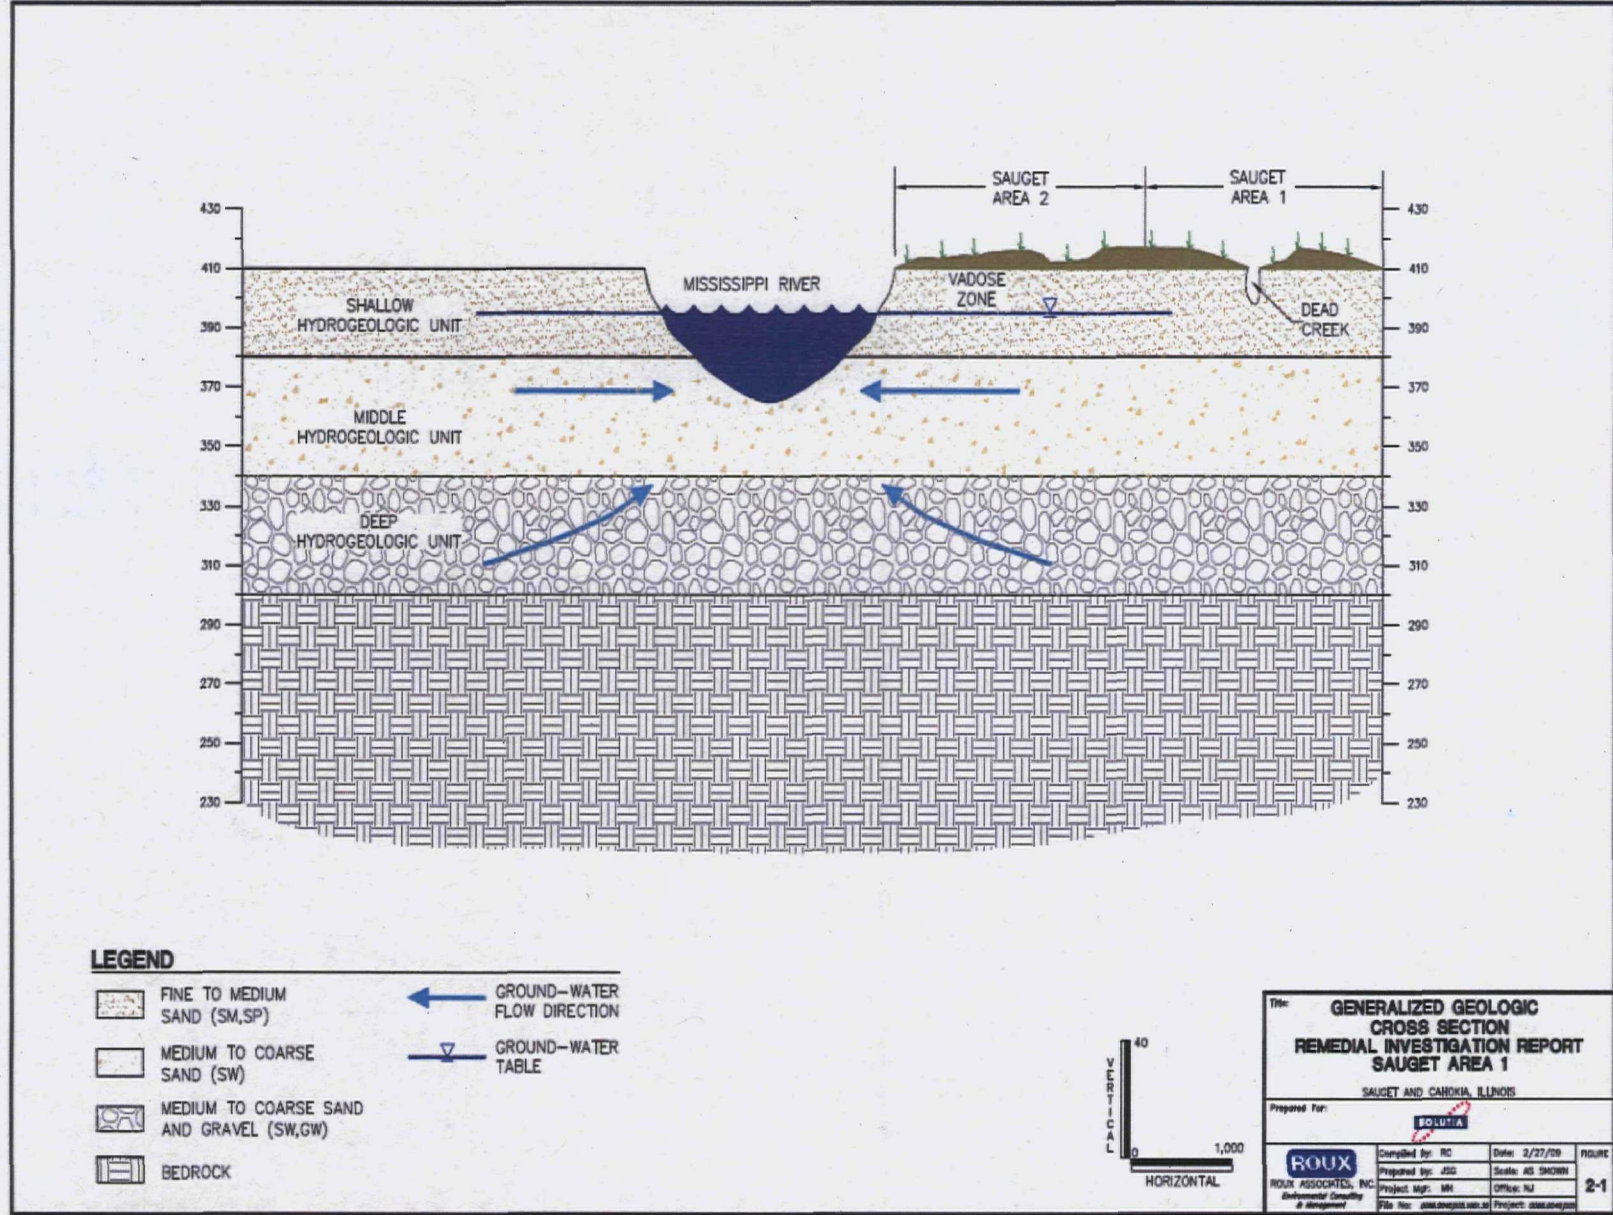 SAUGET
AREA 2
SAUGET
AREA 1
430
410
390
370
350
330
310
290
270
250
230
430
410
390
370
350
330
310
290
270
250
230
MISSISSIPPI RIVER
VADOSE
ZONE
DEAD
CREEK
SHALLOW
HYDROGEOLOGIC UNIT
MIDDLE
HYDROGEOLOGIC UNIT
DEEP
HYDROGEOLOGIC UNIT
LEGEND
FINE TO MEDIUM
SAND (SM,SP)
MEDIUM TO COARSE
SAND (SW)
MEDIUM TO COARSE SAND
AND GRAVEL (SW,GW)
BEDROCK
GROUND-WATER
FLOW DIRECTION
GROUND-WATER
TABLE
VERTICAL
40
0
1,000
HORIZONTAL
Title:
GENERALIZED GEOLOGIC
CROSS SECTION
REMEDIAL INVESTIGATION REPORT
SAUGET AREA 1
SAUGET AND CAHOKIA, ILLINOIS
Prepared For:
SOLUTIA
ROUX
ROUX ASSOCIATES, INC.
Environmental Consulting
& Management
Compiled by: RC
Date: 2/27/09
Prepared by: JSG
Scale: AS SHOWN
Project Mgr: MH
Office: NJ
File No:
Project:
FIGURE
2-1